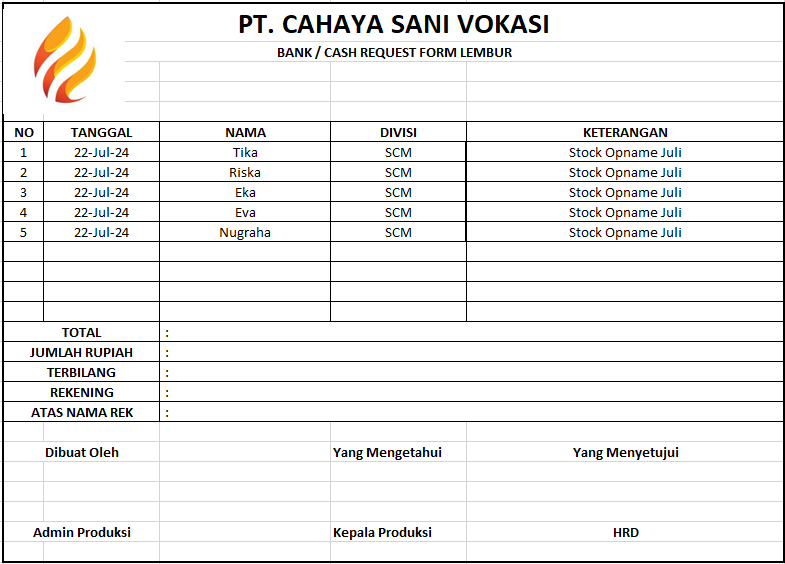 PT. CAHAYA SANI VOKASI
BANK / CASH REQUEST FORM LEMBUR
NO TANGGAL NAMA DIVISI KETERANGAN
1 22-Jul-24 Tika SCM Stock Opname Juli
2 22-Jul-24 Riska SCM Stock Opname Juli
3 22-Jul-24 Eka SCM Stock Opname Juli
4 22-Jul-24 Eva SCM Stock Opname Juli
5 22-Jul-24 Nugraha SCM Stock Opname Juli
TOTAL :
JUMLAH RUPIAH :
TERBILANG :
REKENING :
ATAS NAMA REK :
Dibuat Oleh Yang Mengetahui Yang Menyetujui
Admin Produksi Kepala Produksi HRD